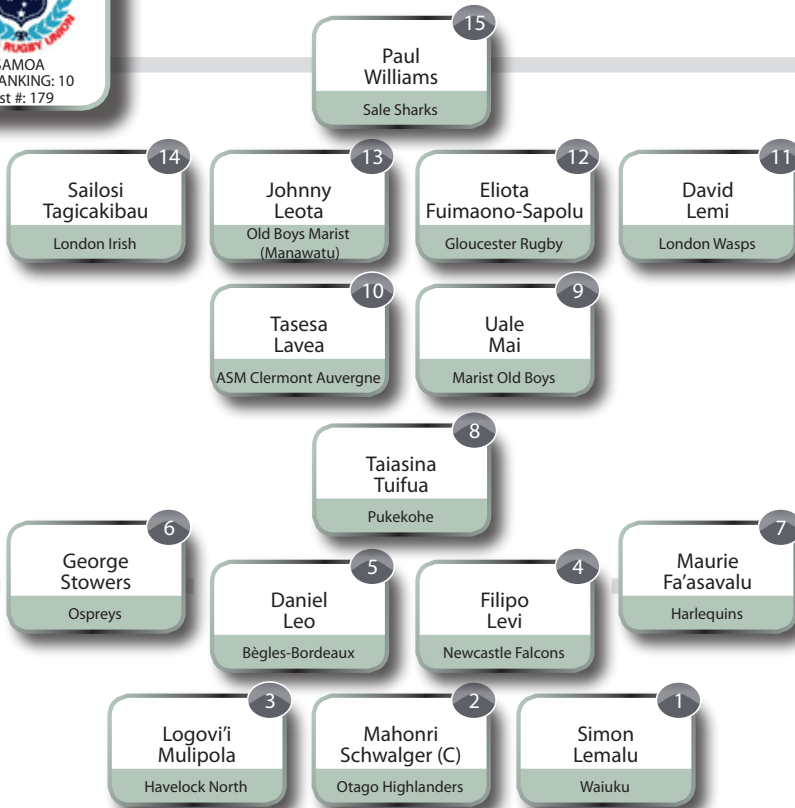 RUGBY UNION
SAMOA
ANKING: 10
st #: 179
15
Paul
Williams
Sale Sharks
14
Sailosi
Tagicakibau
London Irish
13
Johnny
Leota
Old Boys Marist
(Manawatu)
12
Eliota
Fuimaono-Sapolu
Gloucester Rugby
11
David
Lemi
London Wasps
10
Tasesa
Lavea
ASM Clermont Auvergne
9
Uale
Mai
Marist Old Boys
8
Taiasina
Tuifua
Pukekohe
6
George
Stowers
Ospreys
5
Daniel
Leo
Bègles-Bordeaux
4
Filipo
Levi
Newcastle Falcons
7
Maurie
Fa’asavalu
Harlequins
3
Logovi’i
Mulipola
Havelock North
2
Mahonri
Schwalger (C)
Otago Highlanders
1
Simon
Lemalu
Waiuku